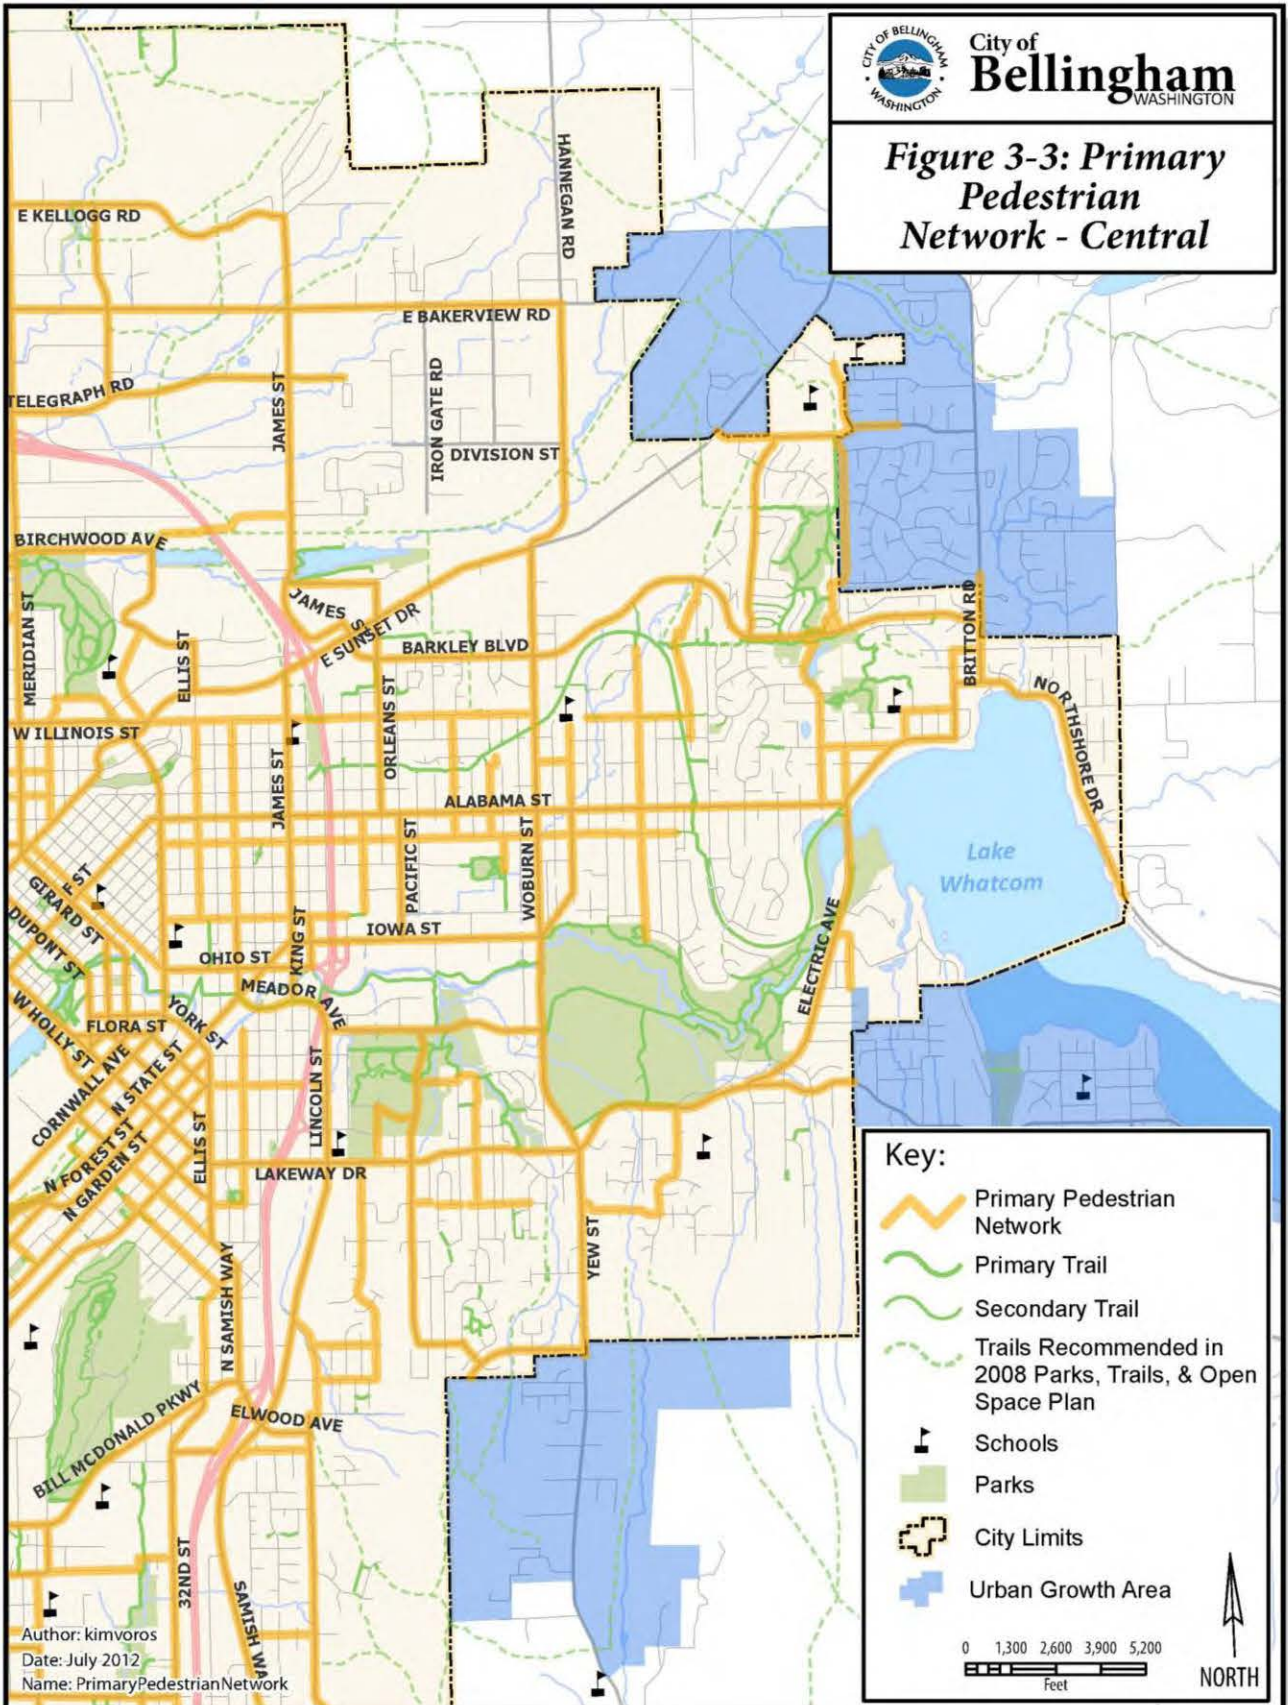 CITY OF BELLINGHAM
WASHINGTON
City of
Bellingham
WASHINGTON
Figure 3-3: Primary
Pedestrian
Network - Central
HANNEGAN RD
E KELLOGG RD
E BAKERVIEW RD
IRON GATE RD
TELEGRAPH RD
JAMES ST
DIVISION ST
BIRCHWOOD AVE
JAMES ST
E SUNSET DR
MERIDIAN ST
ELLIS ST
BARKLEY BLVD
BRITTON RD
NORTHSHORE DR
W ILLINOIS ST
ORLEANS ST
JAMES ST
ALABAMA ST
PACIFIC ST
WOBURN ST
Lake
Whatcom
F ST
GIRARD ST
DUPONT ST
KING ST
IOWA ST
OHIO ST
ELECTRIC AVE
MEADOR AVE
W HOLLY ST
FLORA ST
YORK ST
CORNWALL AVE
N STATE ST
LINCOLN ST
N FOREST ST
N GARDEN ST
ELLIS ST
LAKEWAY DR
YEW ST
N SAMISH WAY
BILL MCDONALD PKWY
ELWOOD AVE
32ND ST
SAMISH WA
Key:
Primary Pedestrian
Network
Primary Trail
Secondary Trail
Trails Recommended in
2008 Parks, Trails, & Open
Space Plan
Schools
Parks
City Limits
Urban Growth Area
0 1,300 2,600 3,900 5,200
Feet
NORTH
Author: kimvoros
Date: July 2012
Name: PrimaryPedestrianNetwork